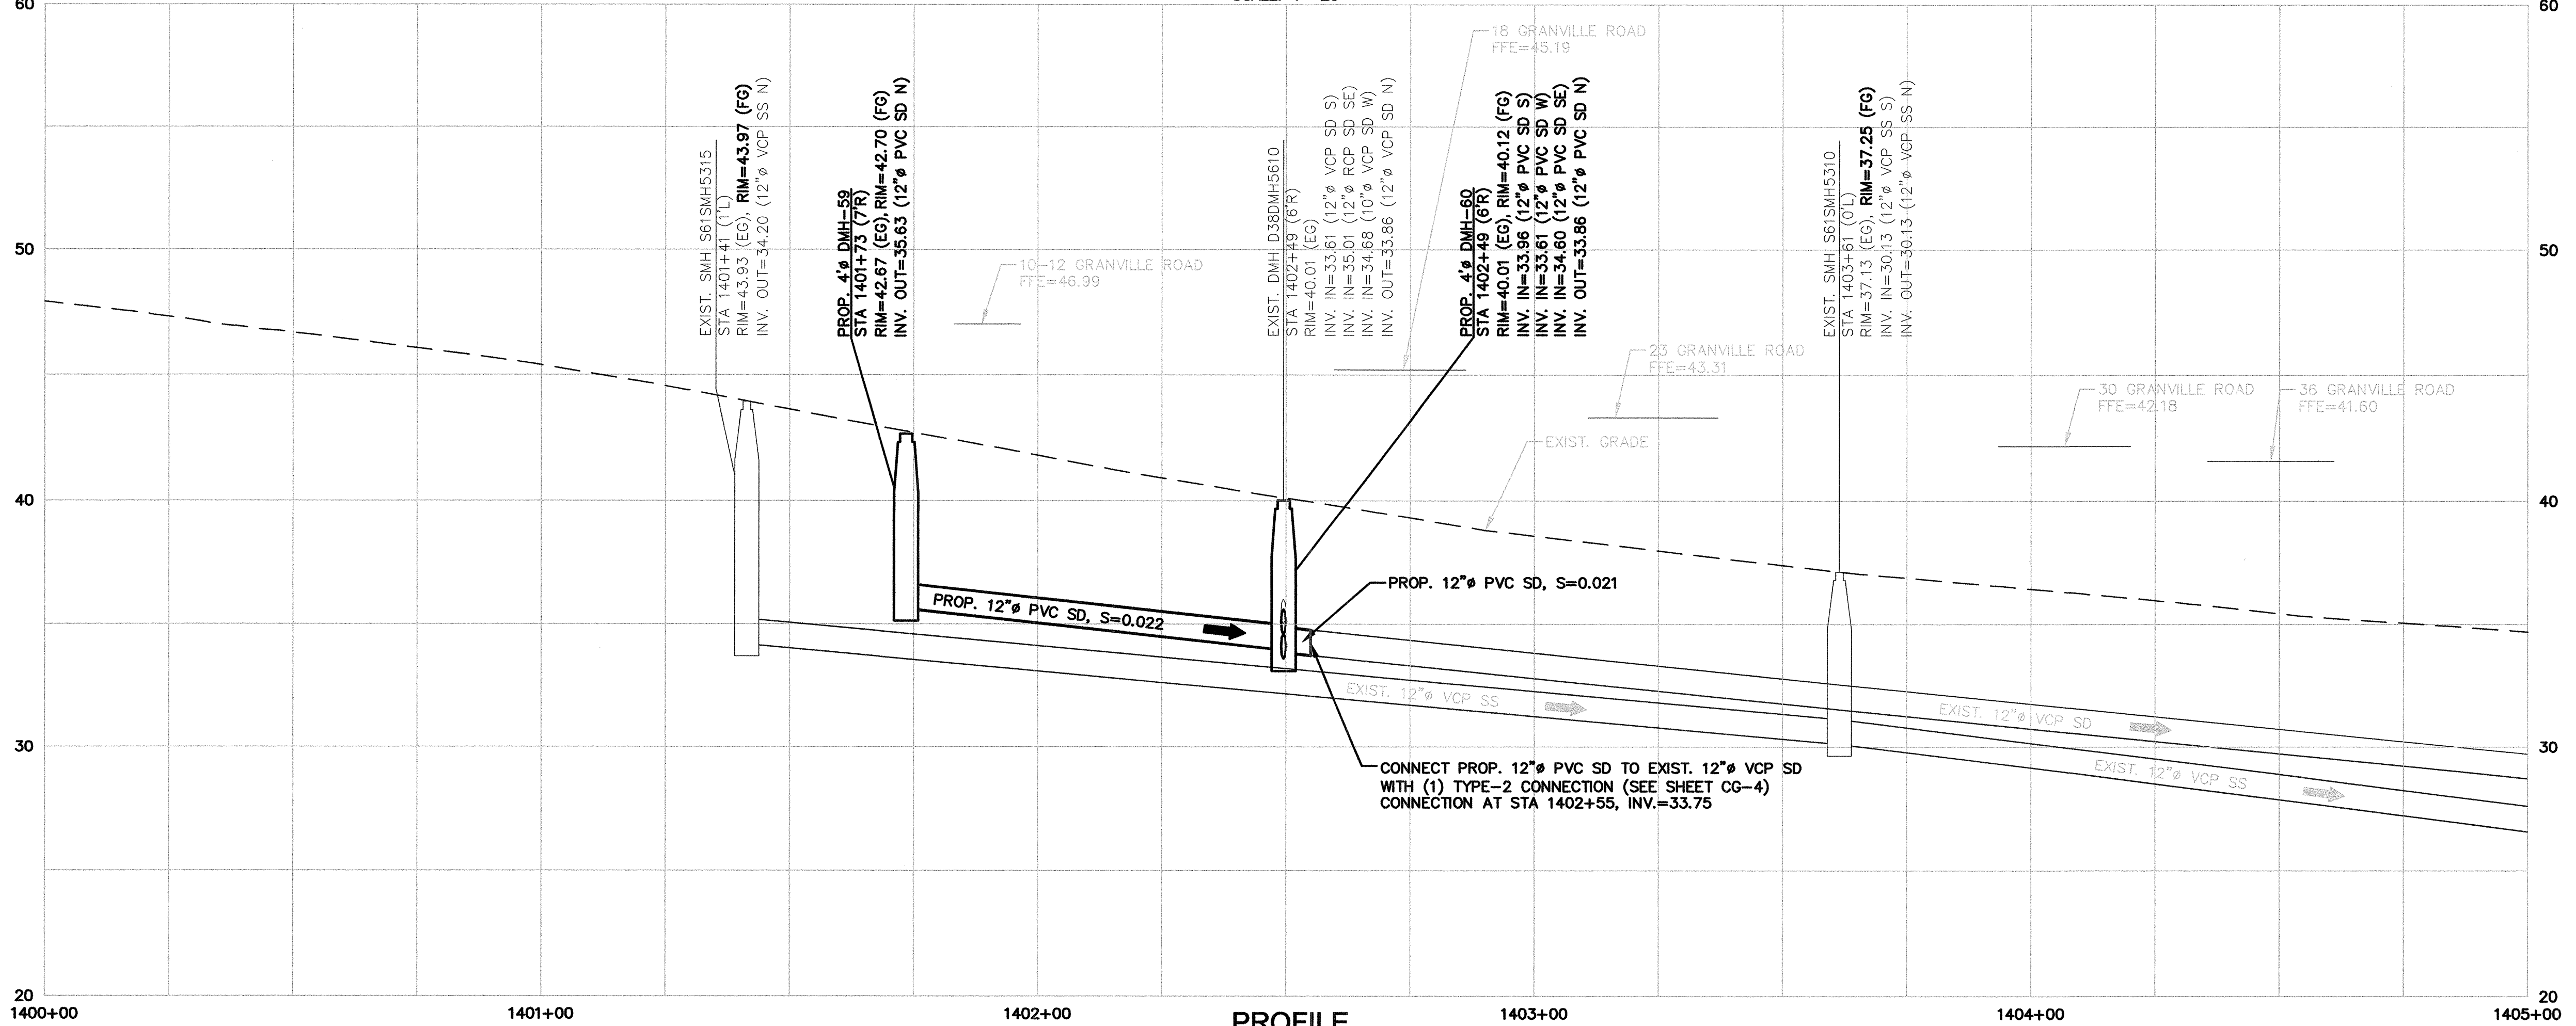 60
60
18 GRANVILLE ROAD
FFE=45.19
EXIST. SMH S61SMH5315
STA 1401+41 (1'L)
RIM=43.93 (EG), RIM=43.97 (FG)
INV. OUT=34.20 (12"ø VCP SS N)
PROP. 4'ø DMH-59
STA 1401+73 (7'R)
RIM=42.67 (EG), RIM=42.70 (FG)
INV. OUT=35.63 (12"ø PVC SD N)
EXIST. DMH D38DMH5610
STA 1402+49 (6'R)
RIM=40.01 (EG)
INV. IN=33.61 (12"ø VCP SD S)
INV. IN=35.01 (12"ø RCP SD SE)
INV. IN=34.68 (10"ø VCP SD W)
INV. OUT=33.86 (12"ø VCP SD N)
PROP. 4'ø DMH-60
STA 1402+49 (6'R)
RIM=40.01 (EG), RIM=40.12 (FG)
INV. IN=33.96 (12"ø PVC SD S)
INV. IN=33.61 (12"ø PVC SD W)
INV. IN=34.60 (12"ø PVC SD SE)
INV. OUT=33.86 (12"ø PVC SD N)
EXIST. SMH S61SMH5310
STA 1403+61 (0'L)
RIM=37.13 (EG), RIM=37.25 (FG)
INV. IN=30.13 (12"ø VCP SS S)
INV. OUT=30.13 (12"ø VCP SS N)
50
50
10-12 GRANVILLE ROAD
FFE=46.99
23 GRANVILLE ROAD
FFE=43.31
30 GRANVILLE ROAD
FFE=42.18
36 GRANVILLE ROAD
FFE=41.60
EXIST. GRADE
40
40
PROP. 12"ø PVC SD, S=0.021
PROP. 12"ø PVC SD, S=0.022
EXIST. 12"ø VCP SS
EXIST. 12"ø VCP SD
30
30
EXIST. 12"ø VCP SS
CONNECT PROP. 12"ø PVC SD TO EXIST. 12"ø VCP SD
WITH (1) TYPE-2 CONNECTION (SEE SHEET CG-4)
CONNECTION AT STA 1402+55, INV.=33.75
20
20
1400+00
1401+00
1402+00
1403+00
1404+00
1405+00
PROFILE